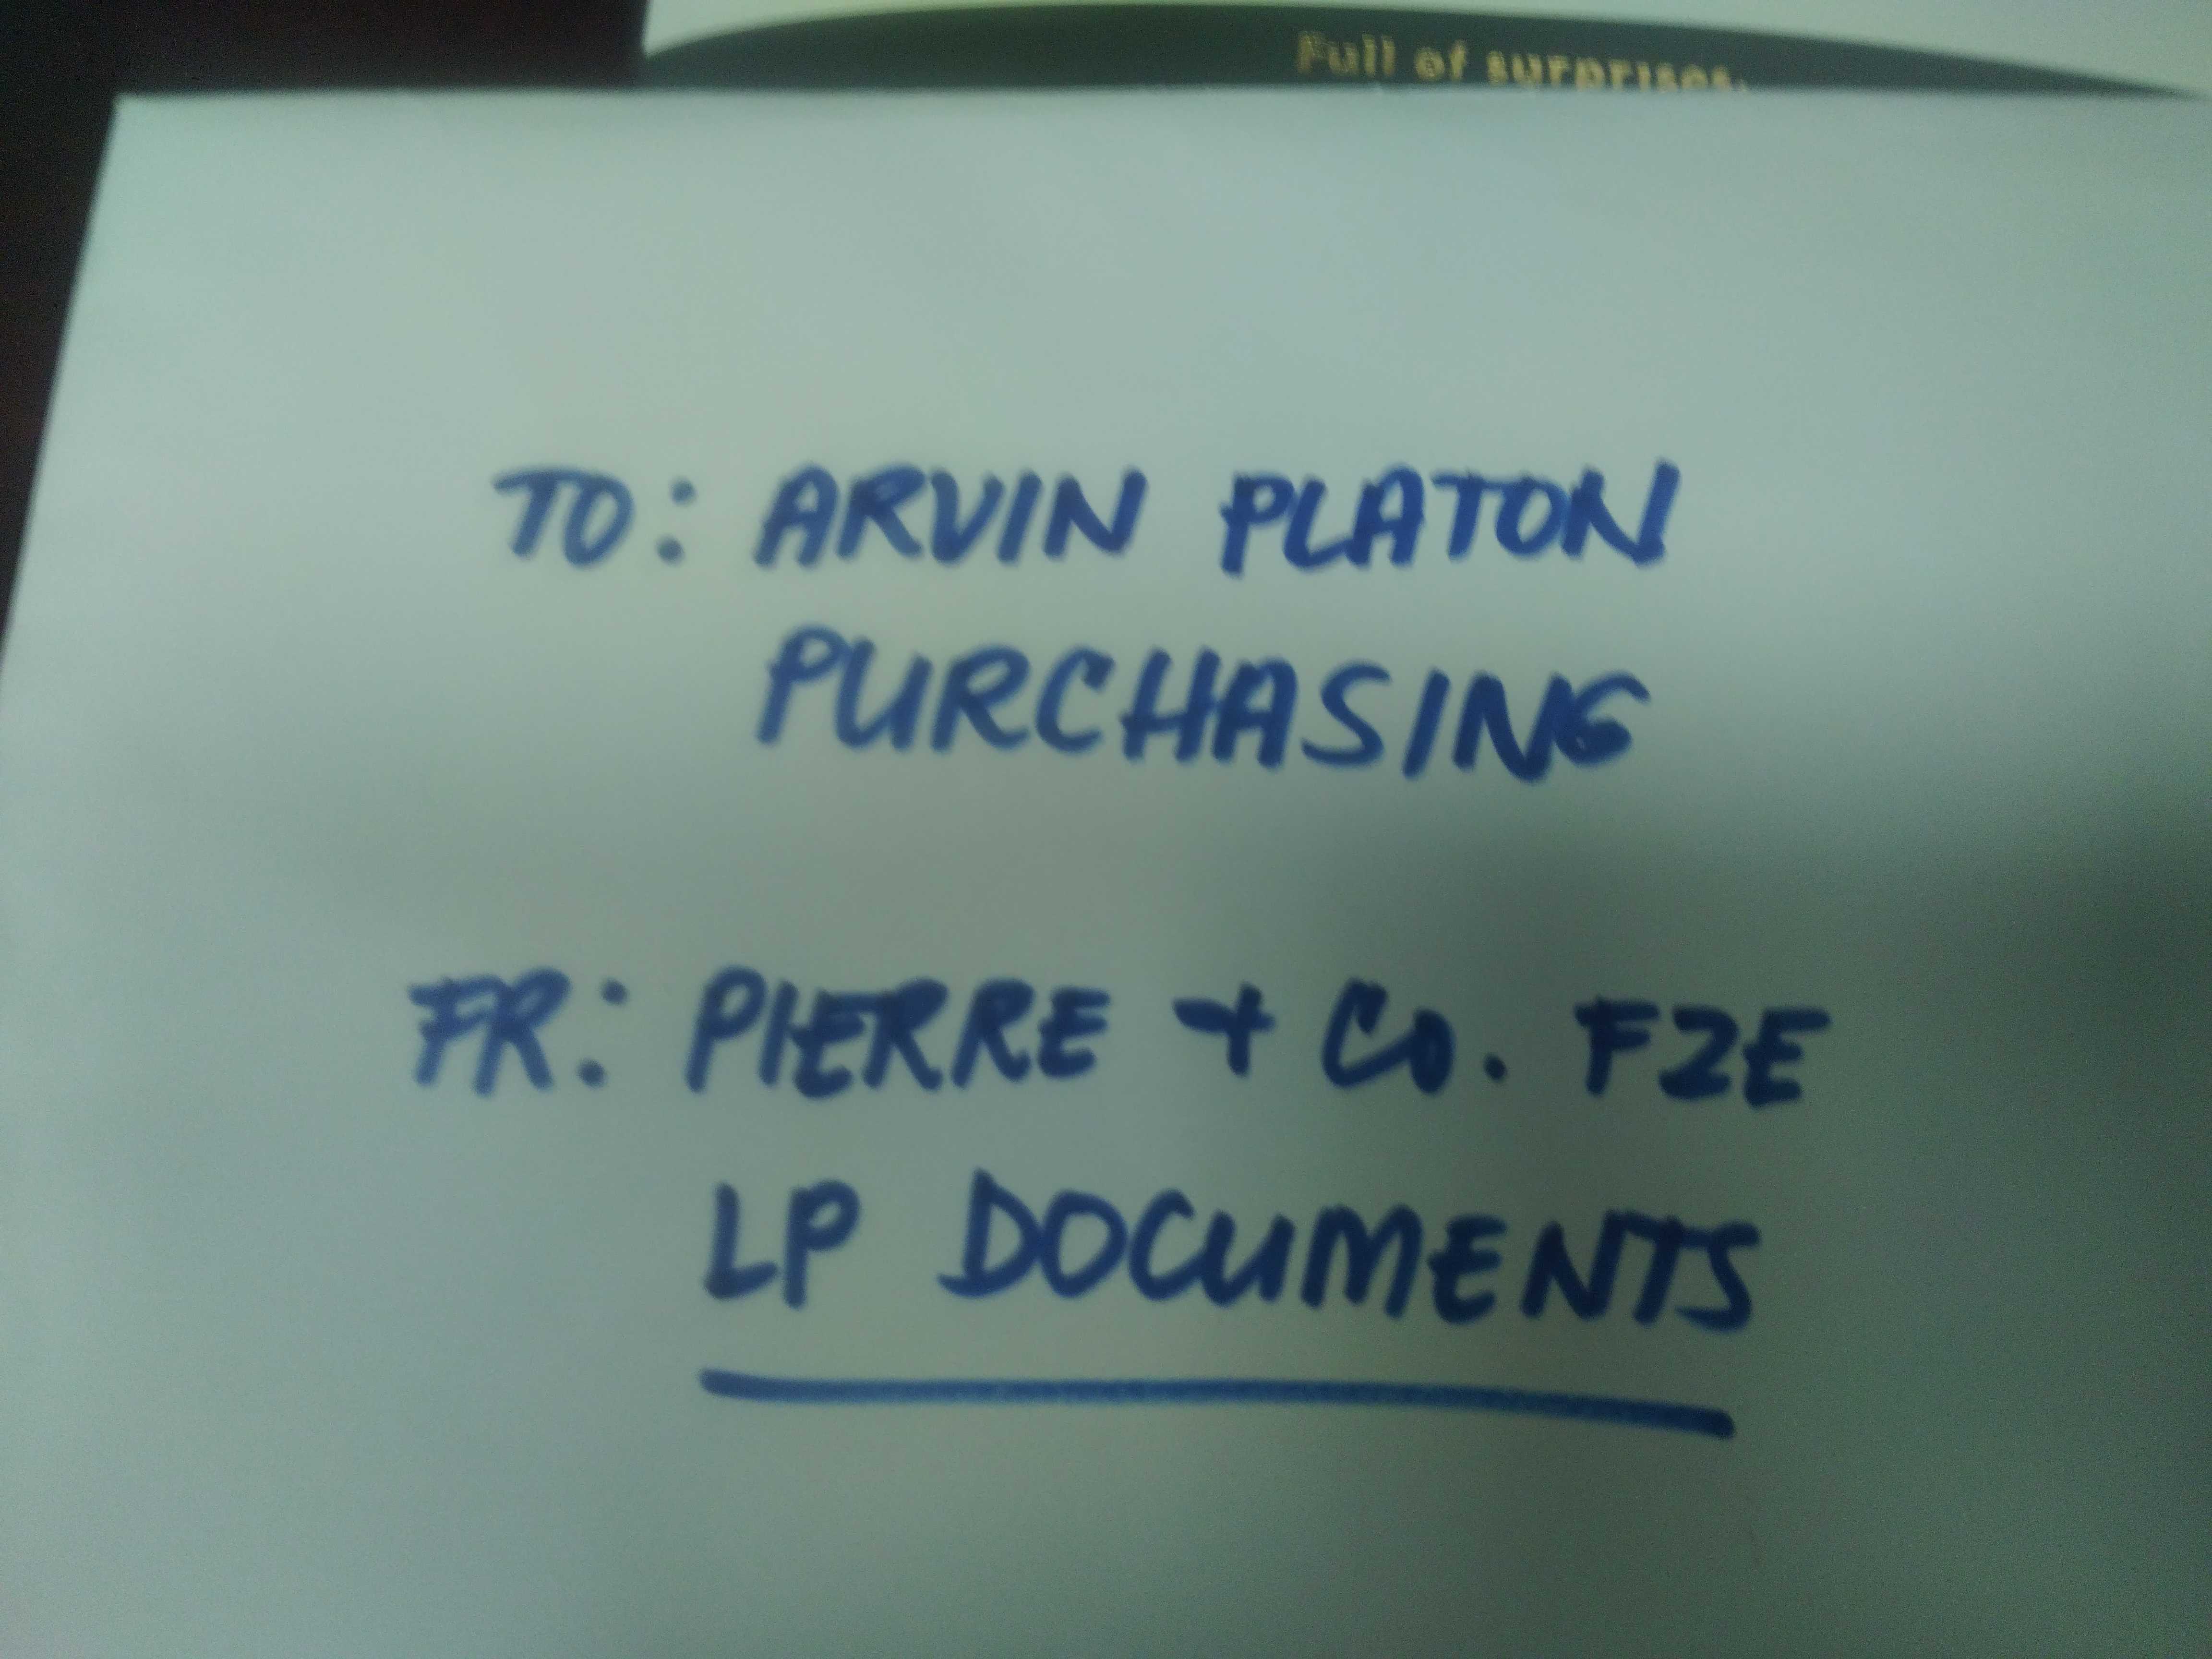 Full of surprises.
TO: ARVIN PLATON
PURCHASING
FR: PIERRE + CO. FZE
LP DOCUMENTS